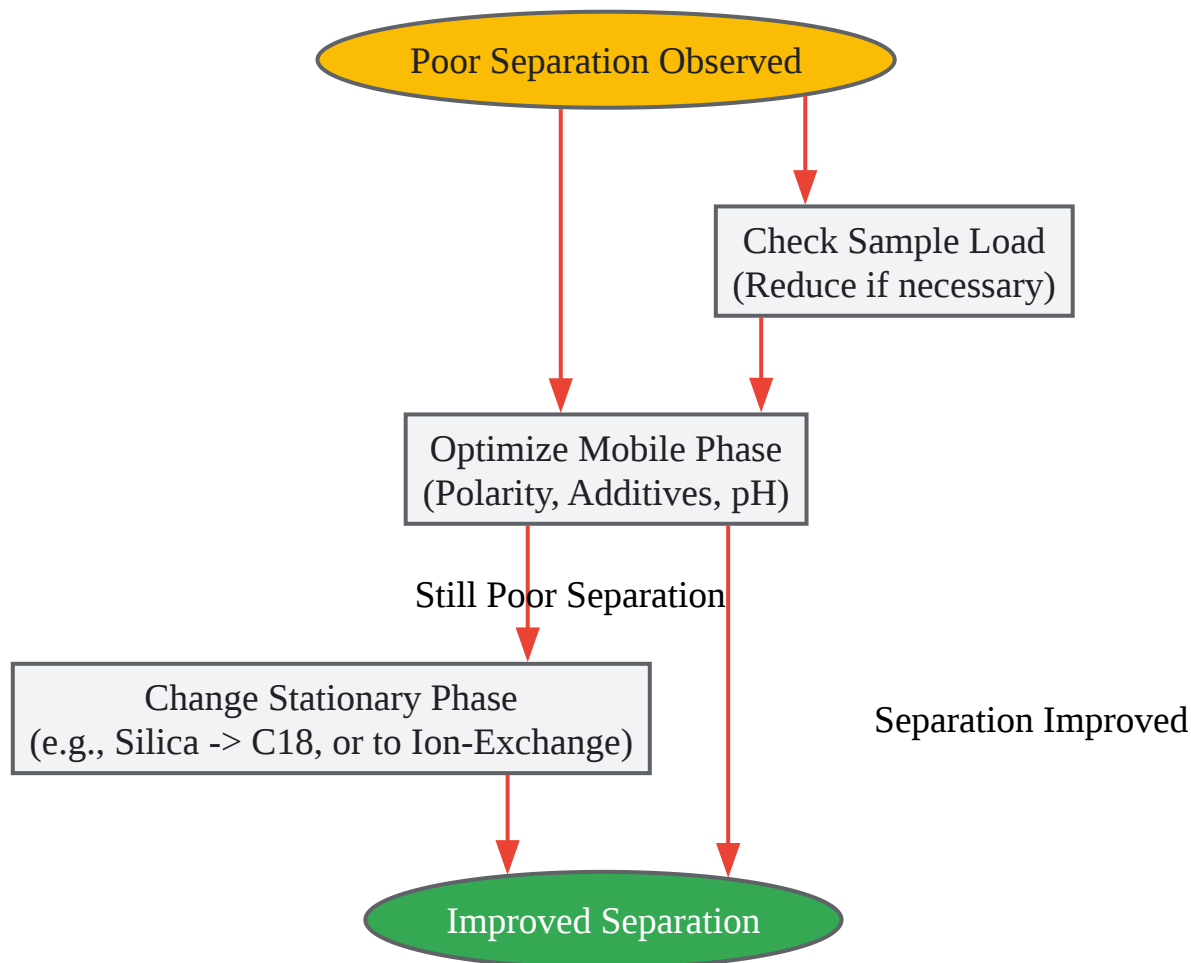 Poor Separation Observed
Check Sample Load
(Reduce if necessary)
Optimize Mobile Phase
(Polarity, Additives, pH)
Still Poor Separation
Change Stationary Phase
(e.g., Silica -> C18, or to Ion-Exchange)
Separation Improved
Improved Separation